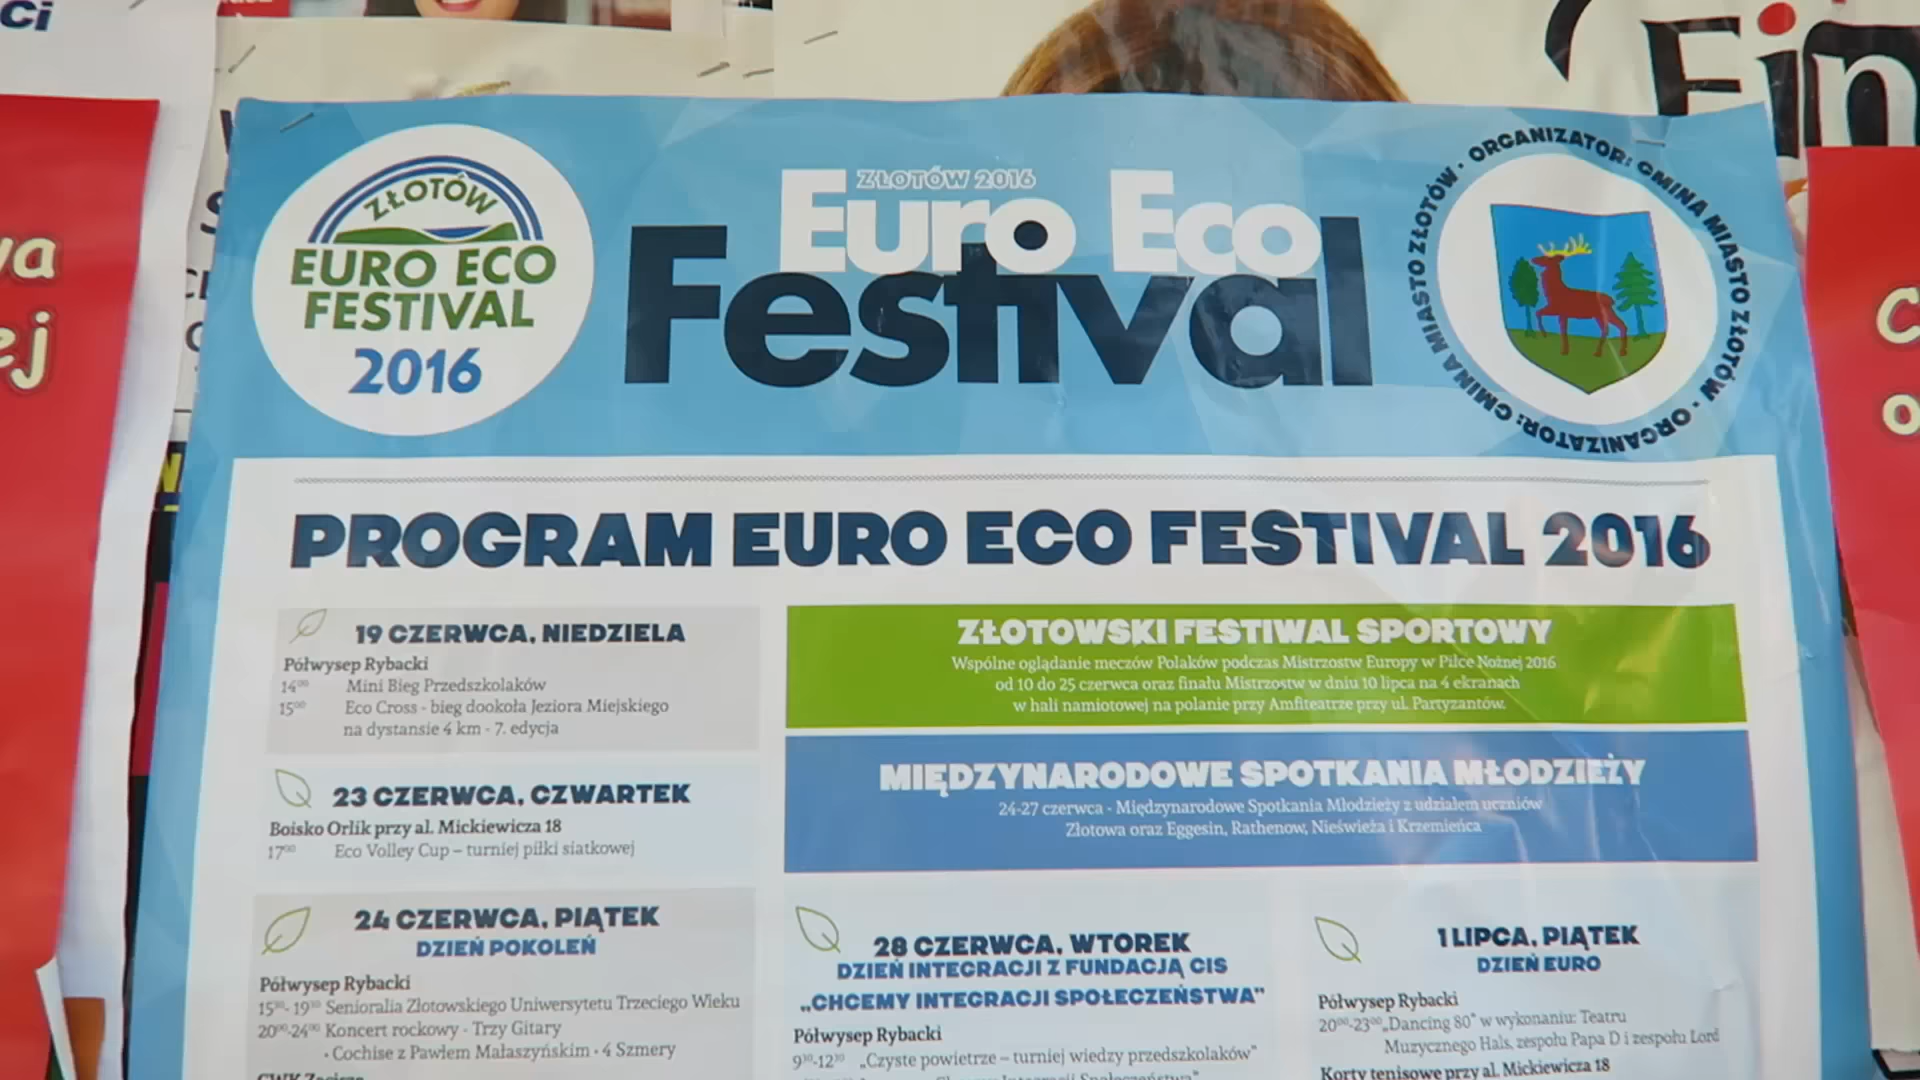 ci
Fin
wa
ej
C
ZŁOTÓW
EURO ECO
FESTIVAL
2016
ZŁOTÓW 2016
Euro Eco
Festival
ORGANIZATOR: GMINA MIASTO ZŁOTÓW · ORGANIZATOR: GMINA MIASTO ZŁOTÓW ·
PROGRAM EURO ECO FESTIVAL 2016
19 CZERWCA, NIEDZIELA
Półwysep Rybacki
14⁰⁰ Mini Bieg Przedszkolaków
15⁰⁰ Eco Cross - bieg dookoła Jeziora Miejskiego
na dystansie 4 km - 7. edycja
23 CZERWCA, CZWARTEK
Boisko Orlik przy al. Mickiewicza 18
17⁰⁰ Eco Volley Cup – turniej piłki siatkowej
24 CZERWCA, PIĄTEK
DZIEŃ POKOLEŃ
Półwysep Rybacki
15³⁰- 19³⁰ Senioralia Złotowskiego Uniwersytetu Trzeciego Wieku
20⁰⁰-24⁰⁰ Koncert rockowy - Trzy Gitary
• Cochise z Pawłem Małaszyńskim • 4 Szmery
ZŁOTOWSKI FESTIWAL SPORTOWY
Wspólne oglądanie meczów Polaków podczas Mistrzostw Europy w Piłce Nożnej 2016
od 10 do 25 czerwca oraz finału Mistrzostw w dniu 10 lipca na 4 ekranach
w hali namiotowej na polanie przy Amfiteatrze przy ul. Partyzantów.
MIĘDZYNARODOWE SPOTKANIA MŁODZIEŻY
24-27 czerwca - Międzynarodowe Spotkania Młodzieży z udziałem uczniów
Złotowa oraz Eggesin, Rathenow, Nieświeża i Krzemieńca
28 CZERWCA, WTOREK
DZIEŃ INTEGRACJI Z FUNDACJĄ CIS
„CHCEMY INTEGRACJI SPOŁECZEŃSTWA”
Półwysep Rybacki
9³⁰-12³⁰ „Czyste powietrze – turniej wiedzy przedszkolaków”
1 LIPCA, PIĄTEK
DZIEŃ EURO
Półwysep Rybacki
20⁰⁰-23⁰⁰ „Dancing 80” w wykonaniu: Teatru
Muzycznego Hals, zespołu Papa D i zespołu Lord
Korty tenisowe przy al. Mickiewicza 18